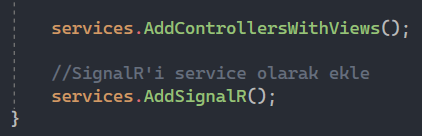 services.AddControllersWithViews();
//SignalR'i service olarak ekle
services.AddSignalR();
}